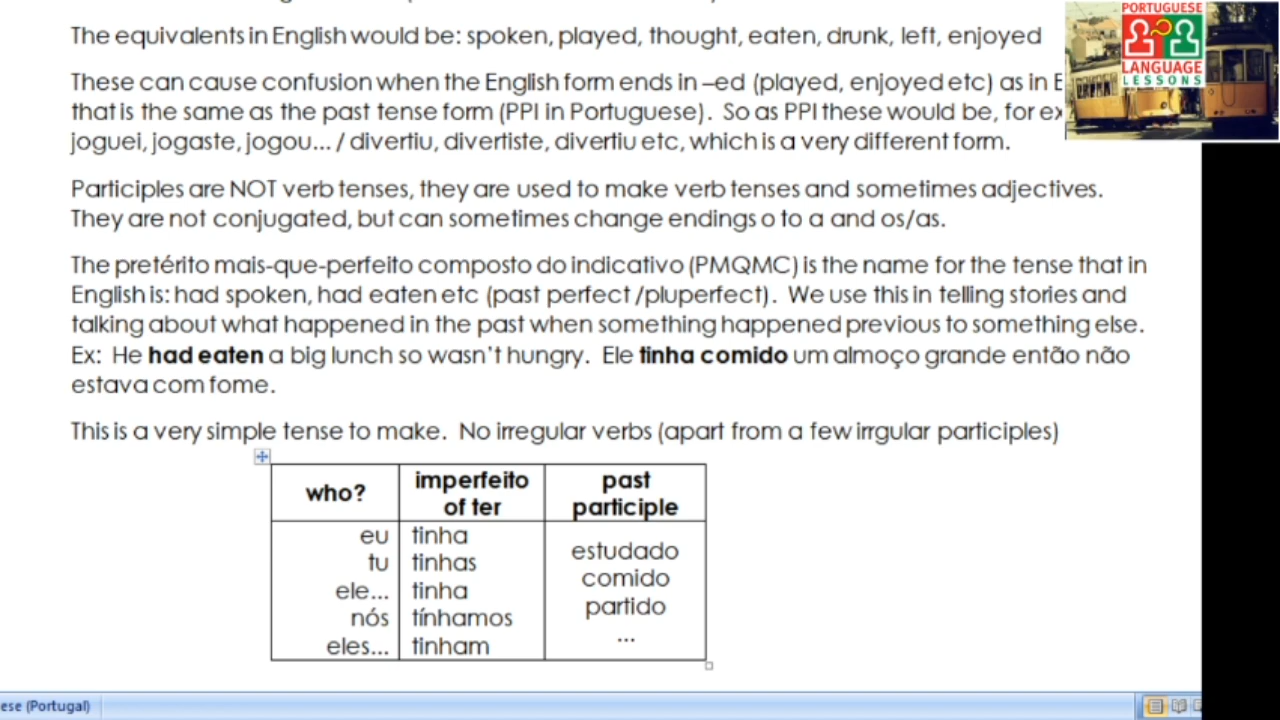 The equivalents in English would be: spoken, played, thought, eaten, drunk, left, enjoyed
These can cause confusion when the English form ends in –ed (played, enjoyed etc) as in E
that is the same as the past tense form (PPI in Portuguese). So as PPI these would be, for ex
joguei, jogaste, jogou... / divertiu, divertiste, divertiu etc, which is a very different form.
Participles are NOT verb tenses, they are used to make verb tenses and sometimes adjectives.
They are not conjugated, but can sometimes change endings o to a and os/as.
The pretérito mais-que-perfeito composto do indicativo (PMQMC) is the name for the tense that in
English is: had spoken, had eaten etc (past perfect /pluperfect). We use this in telling stories and
talking about what happened in the past when something happened previous to something else.
Ex: He had eaten a big lunch so wasn't hungry. Ele tinha comido um almoço grande então não
estava com fome.
This is a very simple tense to make. No irregular verbs (apart from a few irrgular participles)
who? imperfeito of ter past participle
eu tinha
tu tinhas
ele... tinha
nós tínhamos
eles... tinham
estudado
comido
partido
...
PORTUGUESE
LANGUAGE
LESSONS
ese (Portugal)